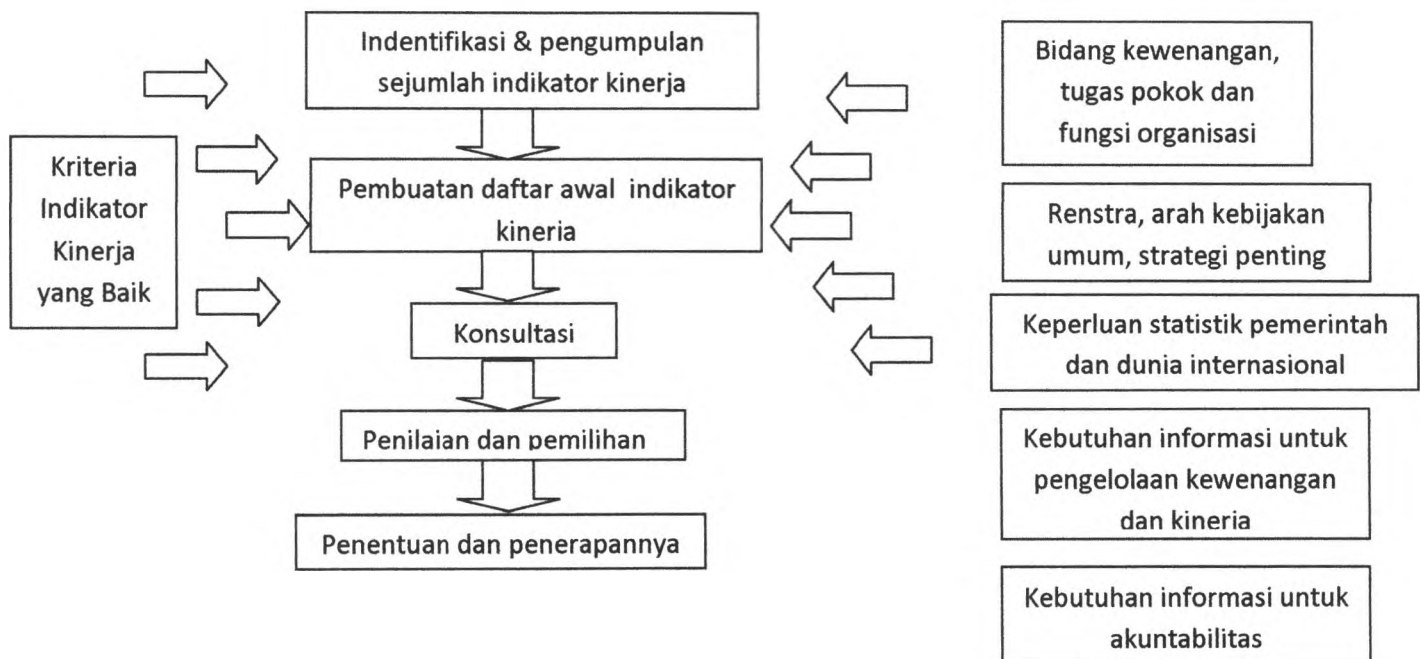 Indentifikasi & pengumpulan
sejumlah indikator kinerja
Pembuatan daftar awal indikator
kineria
Konsultasi
Penilaian dan pemilihan
Penentuan dan penerapannya
Kriteria
Indikator
Kinerja
yang Baik
Bidang kewenangan,
tugas pokok dan
fungsi organisasi
Renstra, arah kebijakan
umum, strategi penting
Keperluan statistik pemerintah
dan dunia internasional
Kebutuhan informasi untuk
pengelolaan kewenangan
dan kineria
Kebutuhan informasi untuk
akuntabilitas